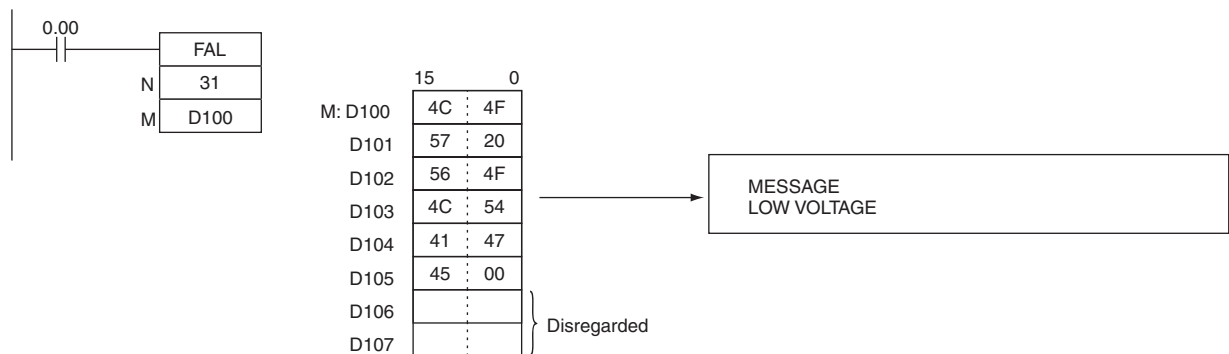 0.00
FAL
N 31
M D100
15 0
M: D100 4C 4F
D101 57 20
D102 56 4F
D103 4C 54
D104 41 47
D105 45 00
D106
D107
Disregarded
MESSAGE
LOW VOLTAGE